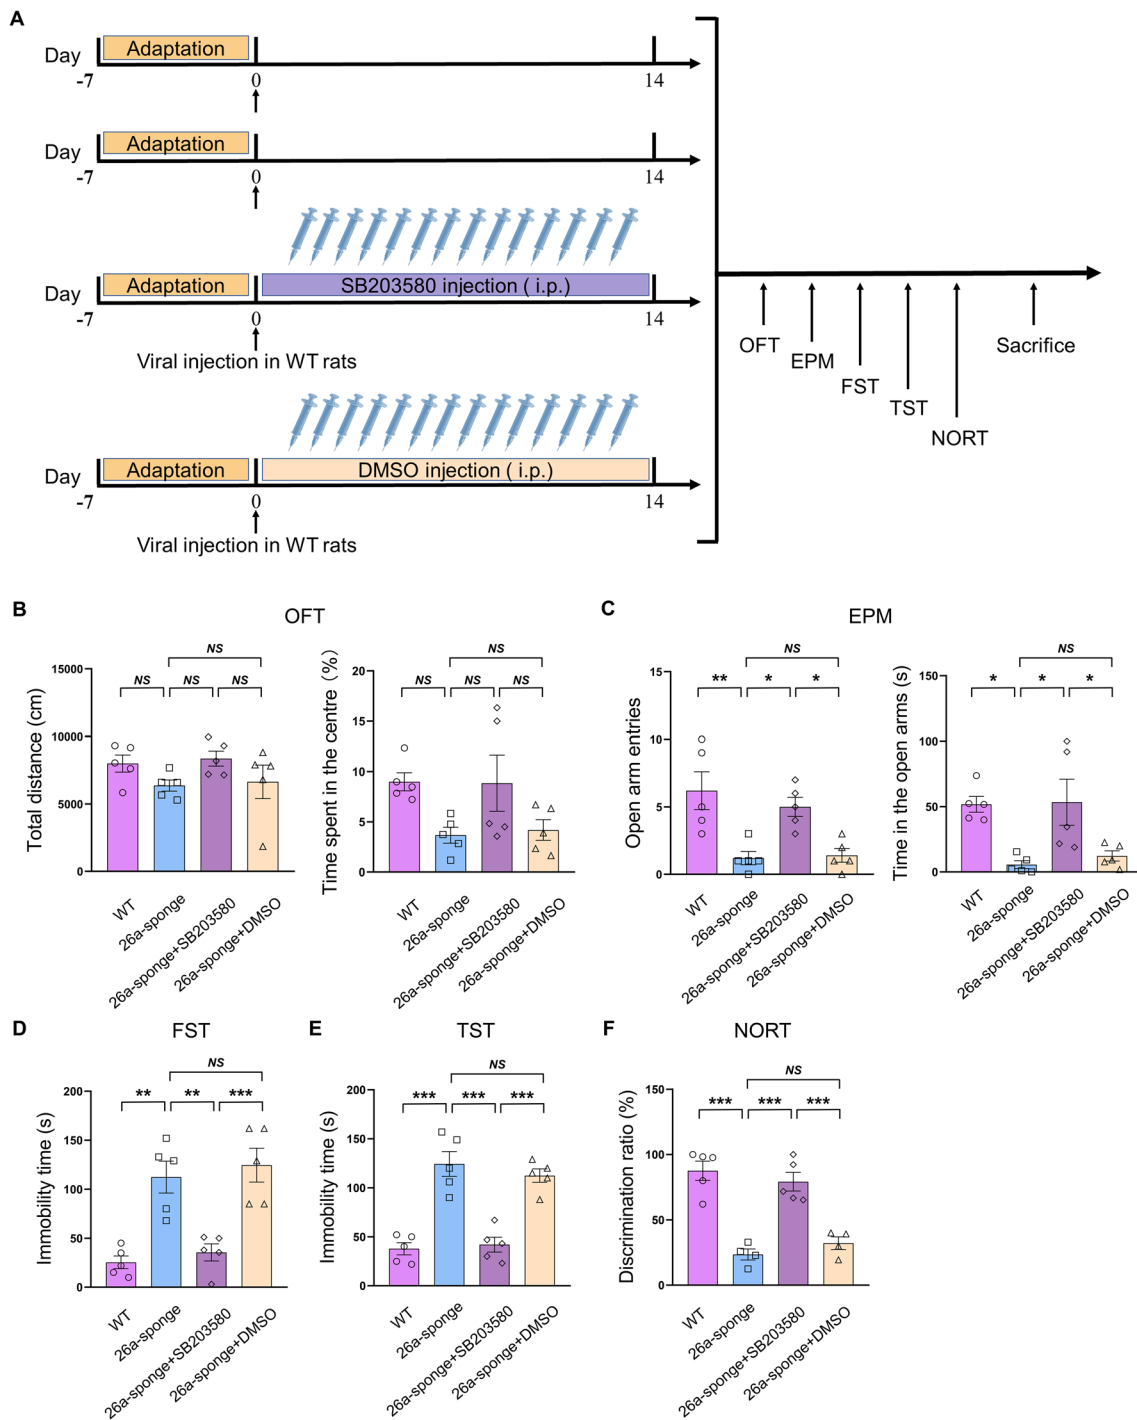 A
Day Adaptation
-7 0 14
Day Adaptation
-7 0 14
Day Adaptation SB203580 injection ( i.p.)
-7 0 14
Viral injection in WT rats
Day Adaptation DMSO injection ( i.p.)
-7 0 14
Viral injection in WT rats
OFT
EPM
FST
TST
NORT
Sacrifice
B
OFT
Total distance (cm)
15000
10000
5000
0
NS
NS NS NS
WT
26a-sponge
26a-sponge+SB203580
26a-sponge+DMSO
Time spent in the centre (%)
20
15
10
5
0
NS
NS NS NS
WT
26a-sponge
26a-sponge+SB203580
26a-sponge+DMSO
C
EPM
Open arm entries
15
10
5
0
NS
** * *
WT
26a-sponge
26a-sponge+SB203580
26a-sponge+DMSO
Time in the open arms (s)
150
100
50
0
NS
* * *
WT
26a-sponge
26a-sponge+SB203580
26a-sponge+DMSO
D
FST
Immobility time (s)
200
150
100
50
0
NS
** ** ***
WT
26a-sponge
26a-sponge+SB203580
26a-sponge+DMSO
E
TST
Immobility time (s)
200
150
100
50
0
NS
*** *** ***
WT
26a-sponge
26a-sponge+SB203580
26a-sponge+DMSO
F
NORT
Discrimination ratio (%)
150
100
50
0
NS
*** *** ***
WT
26a-sponge
26a-sponge+SB203580
26a-sponge+DMSO